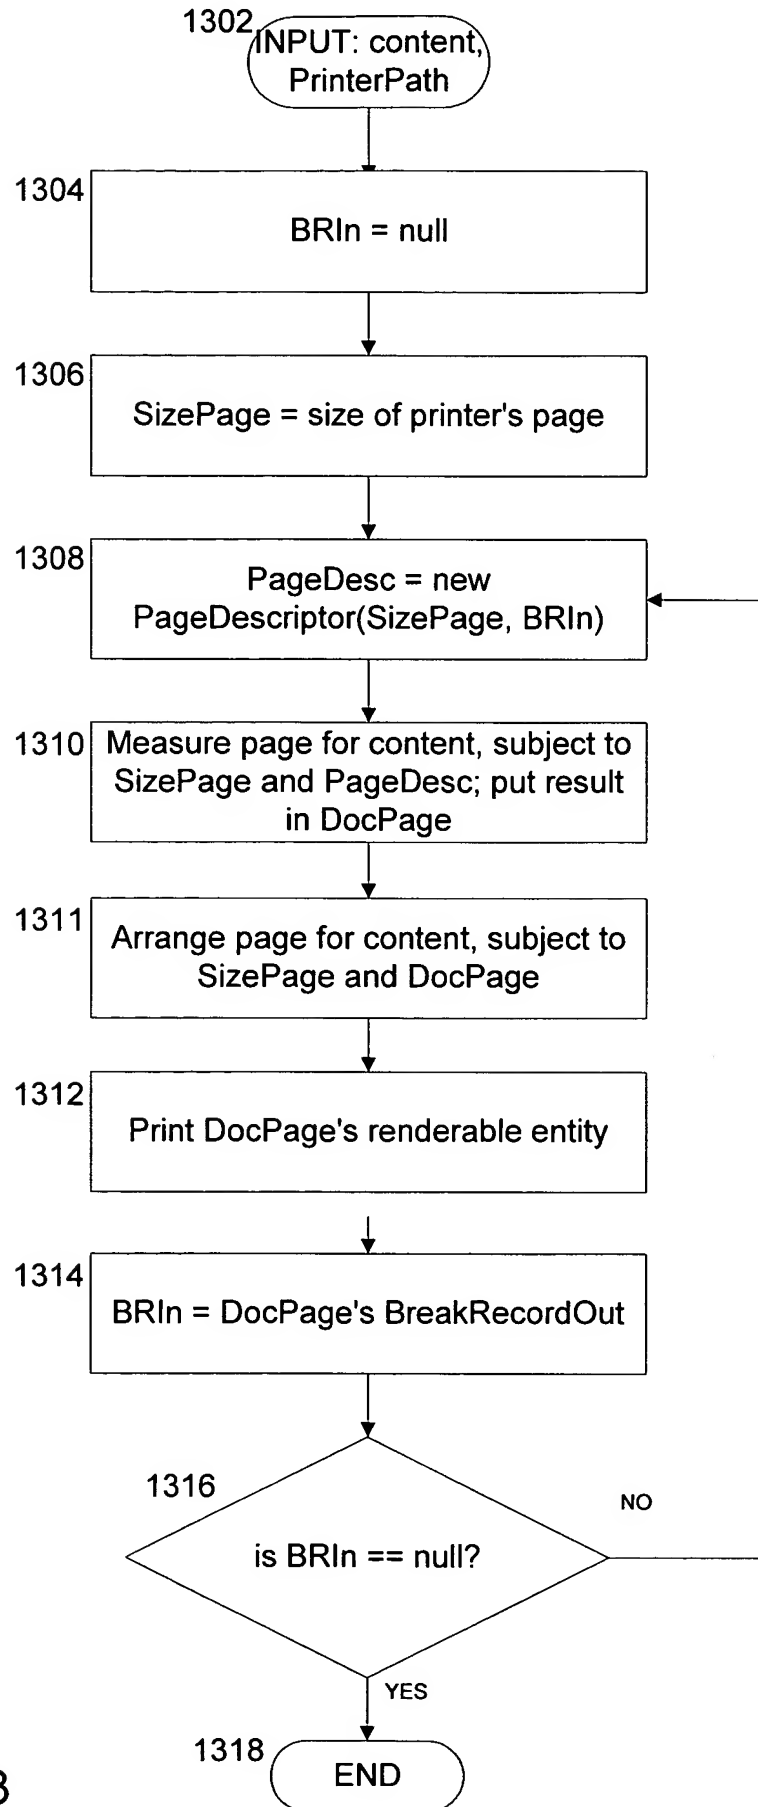 1302
INPUT: content,
PrinterPath
1304
BRIn = null
1306
SizePage = size of printer's page
1308
PageDesc = new
PageDescriptor(SizePage, BRIn)
1310
Measure page for content, subject to
SizePage and PageDesc; put result
in DocPage
1311
Arrange page for content, subject to
SizePage and DocPage
1312
Print DocPage's renderable entity
1314
BRIn = DocPage's BreakRecordOut
1316
NO
is BRIn == null?
YES
1318
END
3